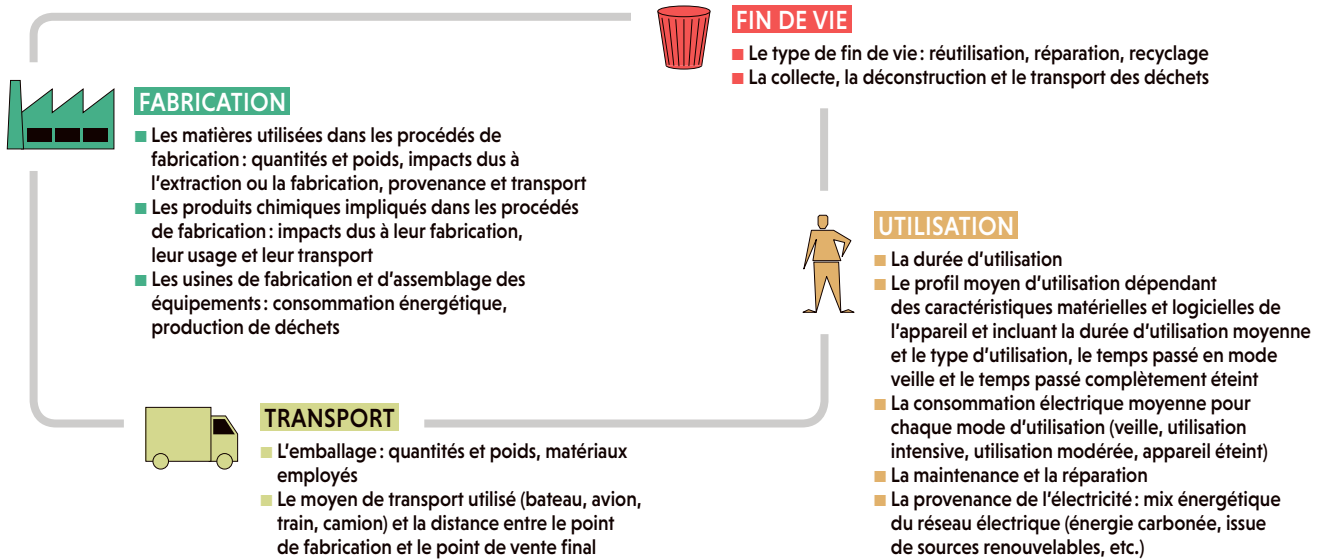 FIN DE VIE
■ Le type de fin de vie : réutilisation, réparation, recyclage
■ La collecte, la déconstruction et le transport des déchets
FABRICATION
■ Les matières utilisées dans les procédés de
fabrication : quantités et poids, impacts dus à
l'extraction ou la fabrication, provenance et transport
■ Les produits chimiques impliqués dans les procédés
de fabrication : impacts dus à leur fabrication,
leur usage et leur transport
■ Les usines de fabrication et d'assemblage des
équipements : consommation énergétique,
production de déchets
TRANSPORT
■ L'emballage : quantités et poids, matériaux
employés
■ Le moyen de transport utilisé (bateau, avion,
train, camion) et la distance entre le point
de fabrication et le point de vente final
UTILISATION
■ La durée d'utilisation
■ Le profil moyen d'utilisation dépendant
des caractéristiques matérielles et logicielles de
l'appareil et incluant la durée d'utilisation moyenne
et le type d'utilisation, le temps passé en mode
veille et le temps passé complètement éteint
■ La consommation électrique moyenne pour
chaque mode d'utilisation (veille, utilisation
intensive, utilisation modérée, appareil éteint)
■ La maintenance et la réparation
■ La provenance de l'électricité : mix énergétique
du réseau électrique (énergie carbonée, issue
de sources renouvelables, etc.)